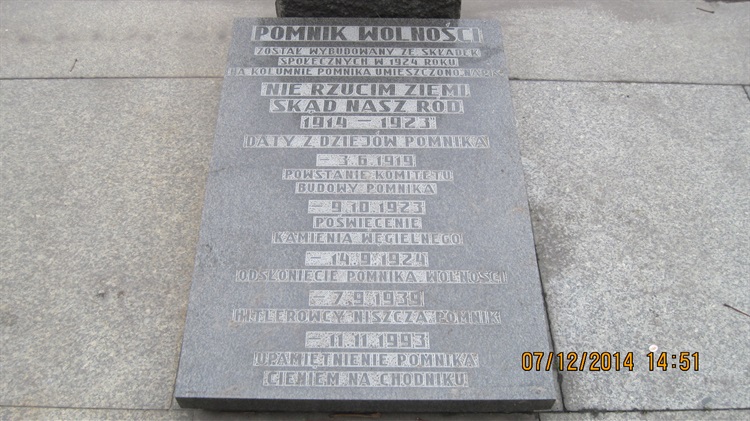 POMNIK WOLNOŚCI
ZOSTAŁ WYBUDOWANY ZE SKŁADEK
SPOŁECZNYCH W 1924 ROKU
NA KOLUMNIE POMNIKA UMIESZCZONO NAPIS
NIE RZUCIM ZIEMI
SKĄD NASZ RÓD
1914 – 1923
DATY Z DZIEJÓW POMNIKA
– 3.6.1919
POWSTANIE KOMITETU
BUDOWY POMNIKA
– 9.10.1923
POŚWIĘCENIE
KAMIENIA WĘGIELNEGO
– 14.9.1924
ODSŁONIĘCIE POMNIKA WOLNOŚCI
– 7.9.1939
HITLEROWCY NISZCZĄ POMNIK
– 11.11.1993
UPAMIĘTNIENIE POMNIKA
CIENIEM NA CHODNIKU
07/12/2014 14:51